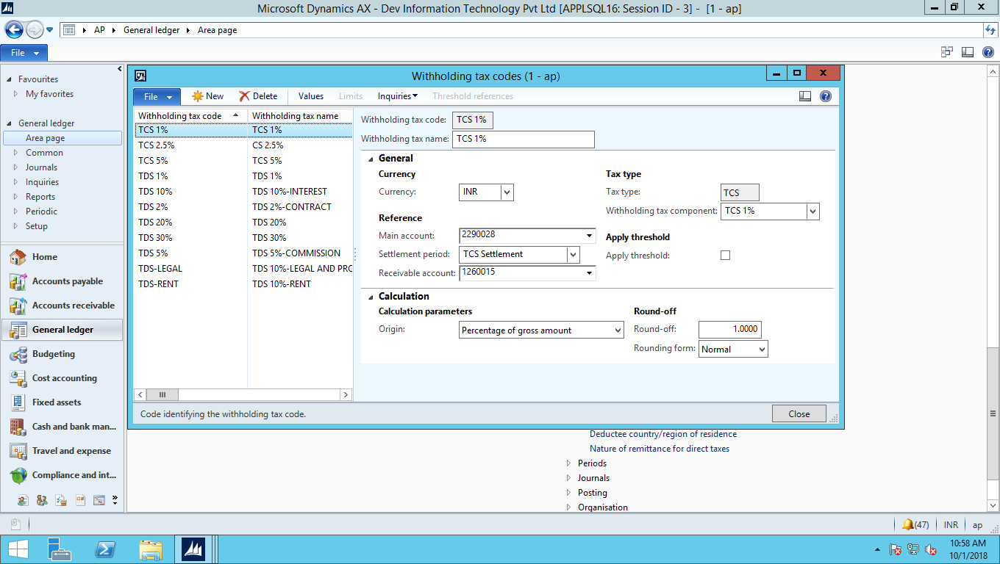 Microsoft Dynamics AX - Dev Information Technology Pvt Ltd [APPLSQL16: Session ID - 3] - [1 - ap]
AP General ledger Area page
File
Favourites
My favorites
General ledger
Area page
Common
Journals
Inquiries
Reports
Periodic
Setup
Home
Accounts payable
Accounts receivable
General ledger
Budgeting
Cost accounting
Fixed assets
Cash and bank man...
Travel and expense
Compliance and int...
Withholding tax codes (1 - ap)
File New Delete Values Limits Inquiries Threshold references
Withholding tax code Withholding tax name
TCS 1% TCS 1%
TCS 2.5% CS 2.5%
TCS 5% TCS 5%
TDS 1% TDS 1%
TDS 10% TDS 10%-INTEREST
TDS 2% TDS 2%-CONTRACT
TDS 20% TDS 20%
TDS 30% TDS 30%
TDS 5% TDS 5%-COMMISSION
TDS-LEGAL TDS 10%-LEGAL AND PRO
TDS-RENT TDS 10%-RENT
Withholding tax code: TCS 1%
Withholding tax name: TCS 1%
General
Currency
Currency: INR
Reference
Main account: 2290028
Settlement period: TCS Settlement
Receivable account: 1260015
Tax type
Tax type: TCS
Withholding tax component: TCS 1%
Apply threshold
Apply threshold:
Calculation
Calculation parameters
Origin: Percentage of gross amount
Round-off
Round-off: 1.0000
Rounding form: Normal
Code identifying the withholding tax code.
Close
Deductee country/region of residence
Nature of remittance for direct taxes
Periods
Journals
Posting
Organisation
(47) INR ap
10:58 AM
10/1/2018